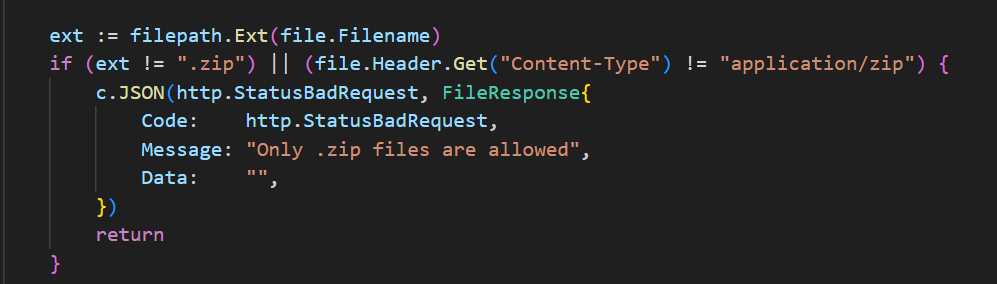 ext := filepath.Ext(file.Filename)
if (ext != ".zip") || (file.Header.Get("Content-Type") != "application/zip") {
    c.JSON(http.StatusBadRequest, FileResponse{
        Code:    http.StatusBadRequest,
        Message: "Only .zip files are allowed",
        Data:    "",
    })
    return
}